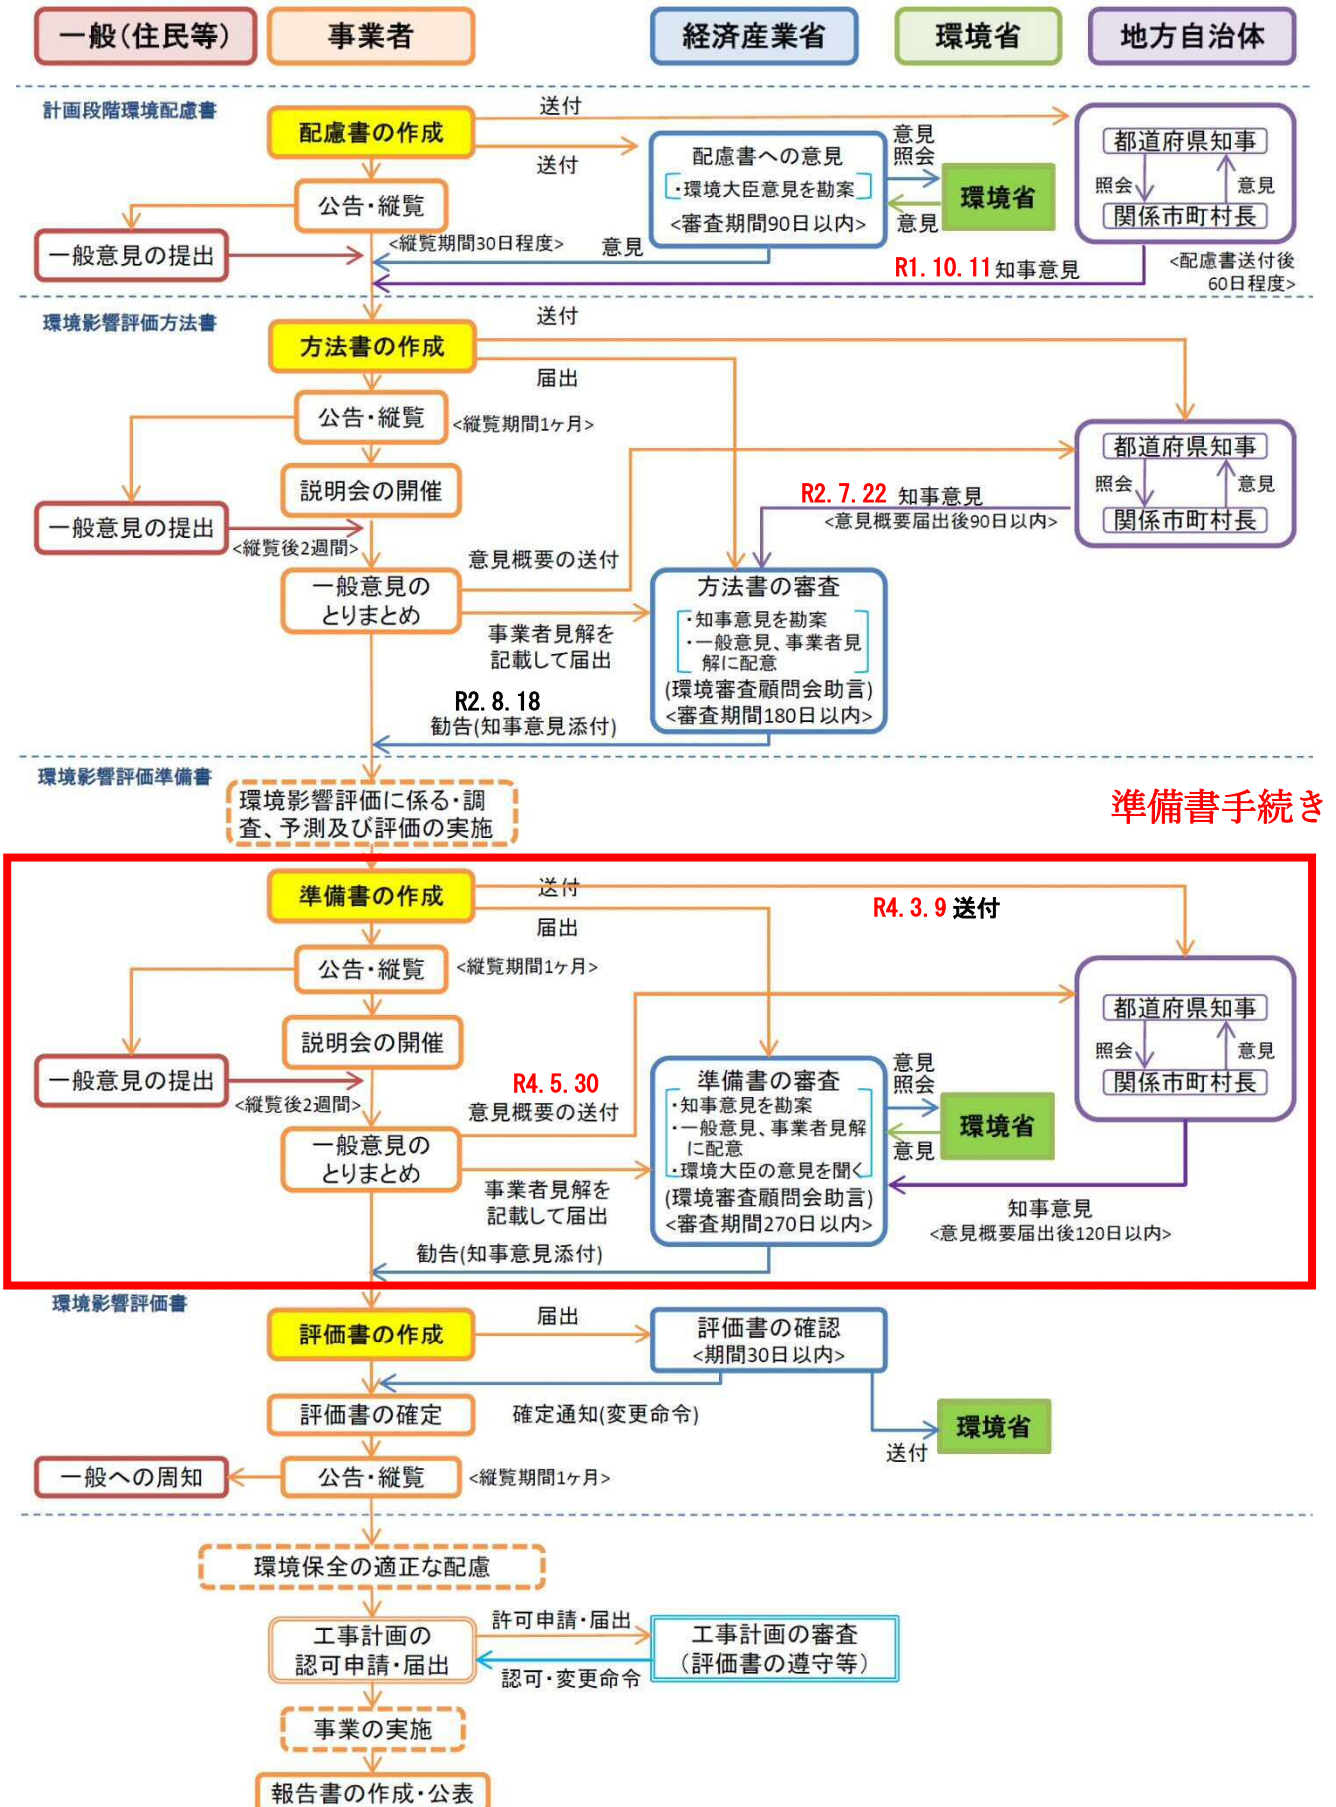 一般(住民等)
事業者
経済産業省
環境省
地方自治体
計画段階環境配慮書
配慮書の作成
送付
送付
公告・縦覧
<縦覧期間30日程度>
一般意見の提出
配慮書への意見
・環境大臣意見を勘案
<審査期間90日以内>
意見
照会
意見
環境省
意見
都道府県知事
照会
意見
関係市町村長
R1.10.11 知事意見
<配慮書送付後
60日程度>
環境影響評価方法書
方法書の作成
送付
届出
公告・縦覧
<縦覧期間1ヶ月>
説明会の開催
一般意見の提出
<縦覧後2週間>
一般意見の
とりまとめ
意見概要の送付
事業者見解を
記載して届出
都道府県知事
照会
意見
関係市町村長
R2.7.22 知事意見
<意見概要届出後90日以内>
方法書の審査
・知事意見を勘案
・一般意見、事業者見
解に配意
(環境審査顧問会助言)
<審査期間180日以内>
R2.8.18
勧告(知事意見添付)
環境影響評価準備書
環境影響評価に係る・調
査、予測及び評価の実施
準備書手続き
準備書の作成
送付
届出
R4.3.9 送付
公告・縦覧
<縦覧期間1ヶ月>
説明会の開催
一般意見の提出
<縦覧後2週間>
一般意見の
とりまとめ
R4.5.30
意見概要の送付
事業者見解を
記載して届出
準備書の審査
・知事意見を勘案
・一般意見、事業者見解
に配意
・環境大臣の意見を聞く
(環境審査顧問会助言)
<審査期間270日以内>
意見
照会
意見
環境省
都道府県知事
照会
意見
関係市町村長
知事意見
<意見概要届出後120日以内>
勧告(知事意見添付)
環境影響評価書
評価書の作成
届出
評価書の確認
<期間30日以内>
評価書の確定
確定通知(変更命令)
送付
環境省
一般への周知
公告・縦覧
<縦覧期間1ヶ月>
環境保全の適正な配慮
工事計画の
認可申請・届出
許可申請・届出
認可・変更命令
工事計画の審査
(評価書の遵守等)
事業の実施
報告書の作成・公表